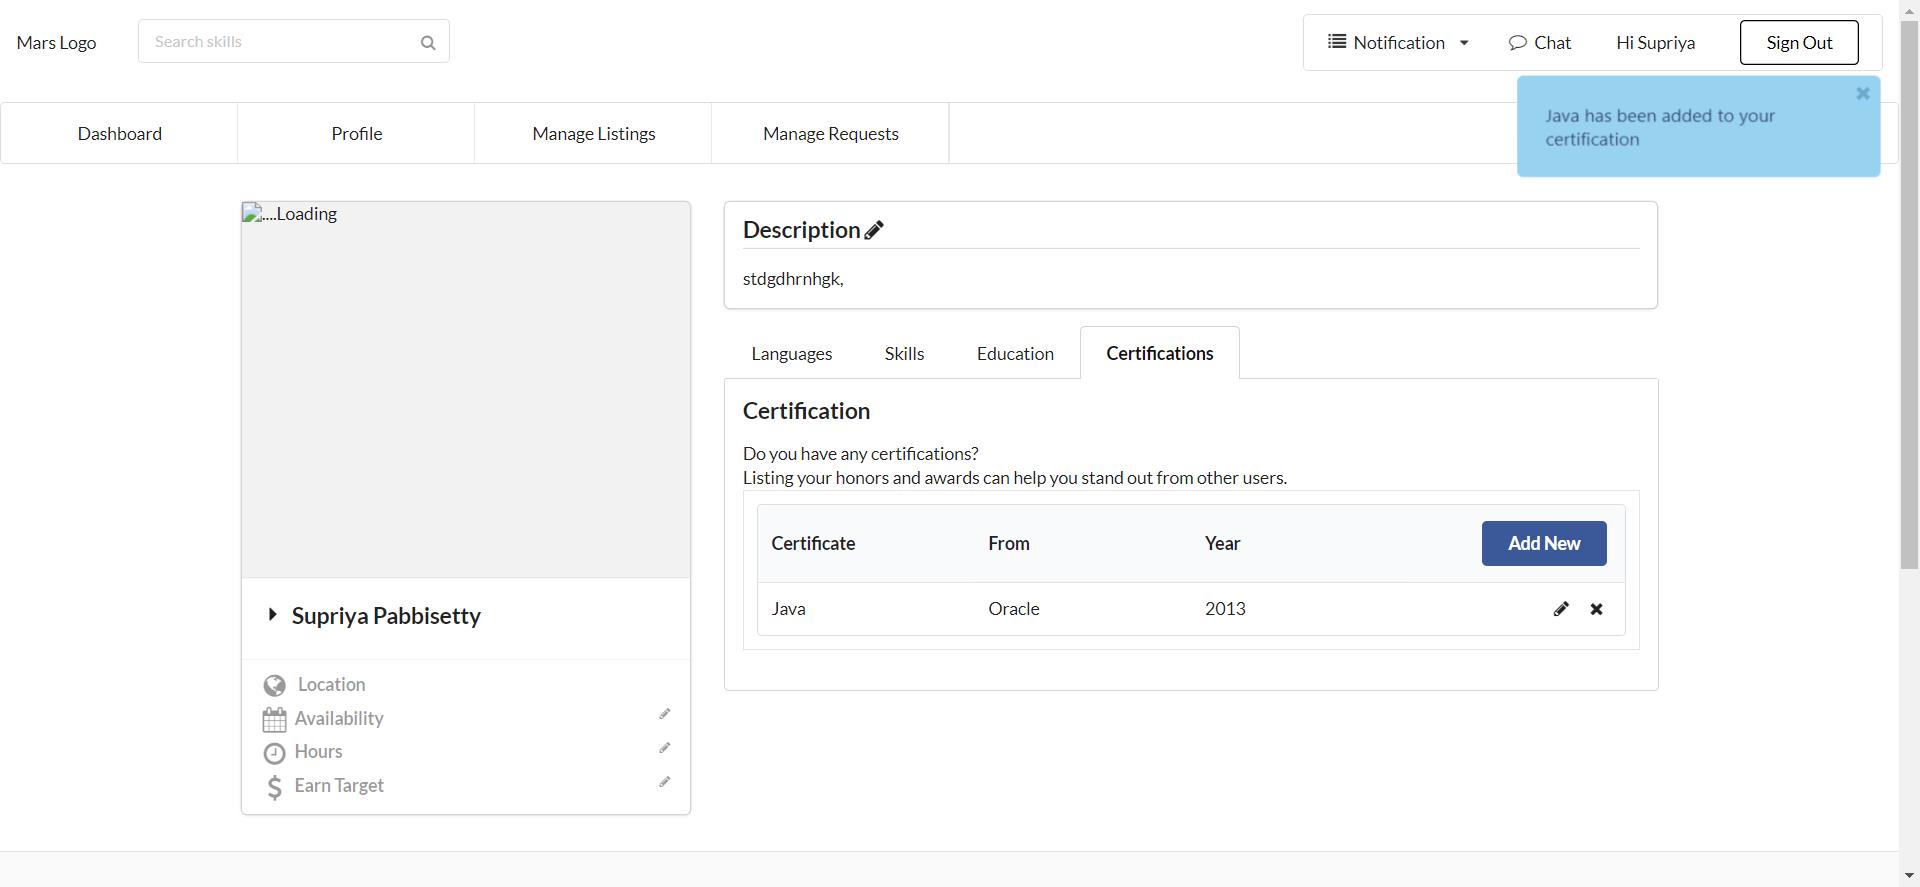 Mars Logo
Search skills
Notification
Chat
Hi Supriya
Sign Out
Java has been added to your
certification
Dashboard
Profile
Manage Listings
Manage Requests
....Loading
Supriya Pabbisetty
Location
Availability
Hours
Earn Target
Description
stdgdhrnhgk,
Languages
Skills
Education
Certifications
Certification
Do you have any certifications?
Listing your honors and awards can help you stand out from other users.
Certificate From Year Add New
Java Oracle 2013